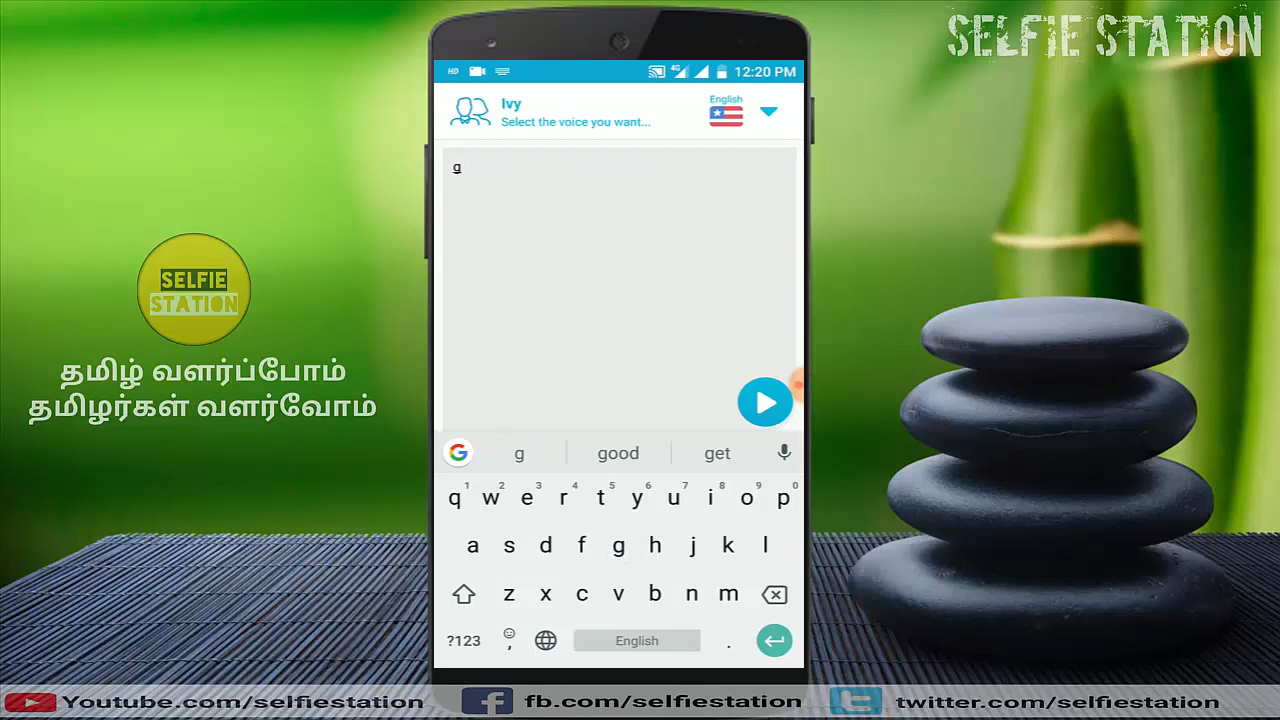 SELFIE STATION
HD 4G 12:20 PM
Ivy
Select the voice you want...
English
g
SELFIE
STATION
தமிழ் வளர்ப்போம்
தமிழர்கள் வளர்வோம்
G g good get
1 2 3 4 5 6 7 8 9 0
q w e r t y u i o p
a s d f g h j k l
z x c v b n m
?123 , English .
Youtube.com/selfiestation fb.com/selfiestation twitter.com/selfiestation